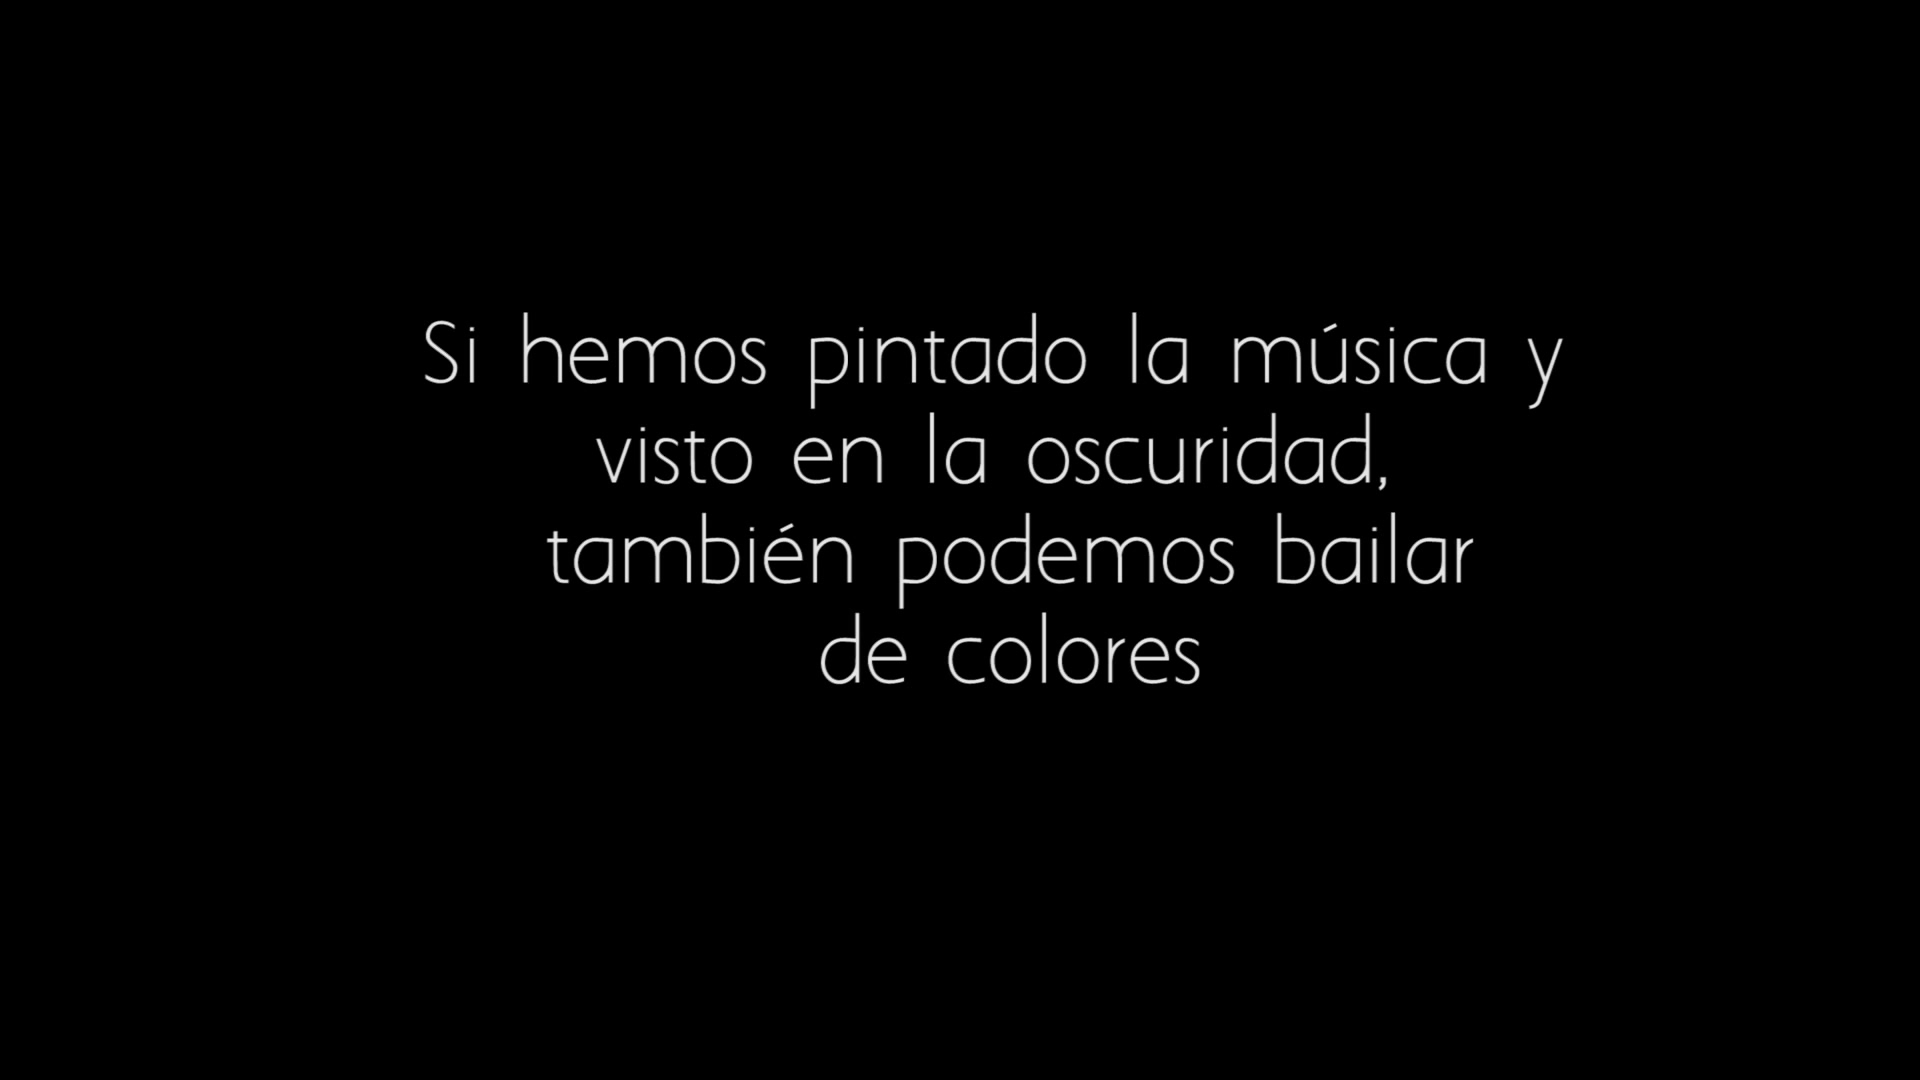 Si hemos pintado la música y
visto en la oscuridad,
también podemos bailar
de colores